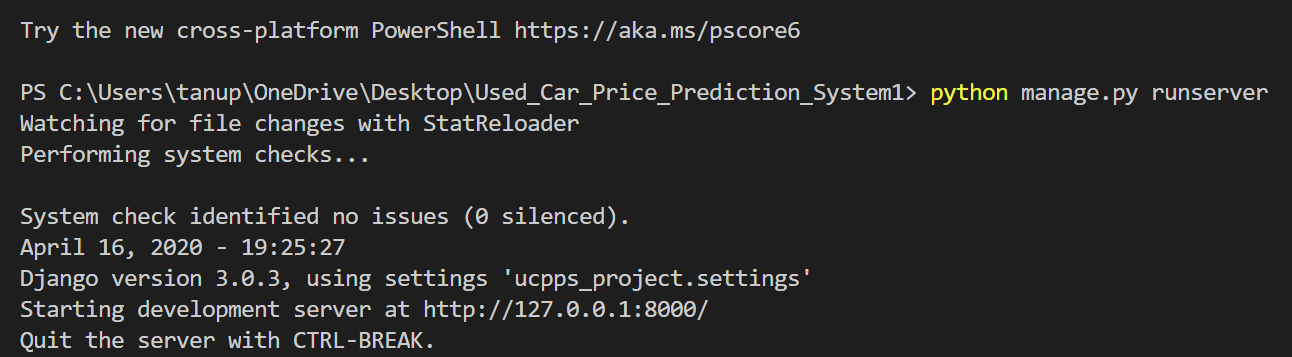 Try the new cross-platform PowerShell https://aka.ms/pscore6
PS C:\Users\tanup\OneDrive\Desktop\Used_Car_Price_Prediction_System1> python manage.py runserver
Watching for file changes with StatReloader
Performing system checks...
System check identified no issues (0 silenced).
April 16, 2020 - 19:25:27
Django version 3.0.3, using settings 'ucpps_project.settings'
Starting development server at http://127.0.0.1:8000/
Quit the server with CTRL-BREAK.